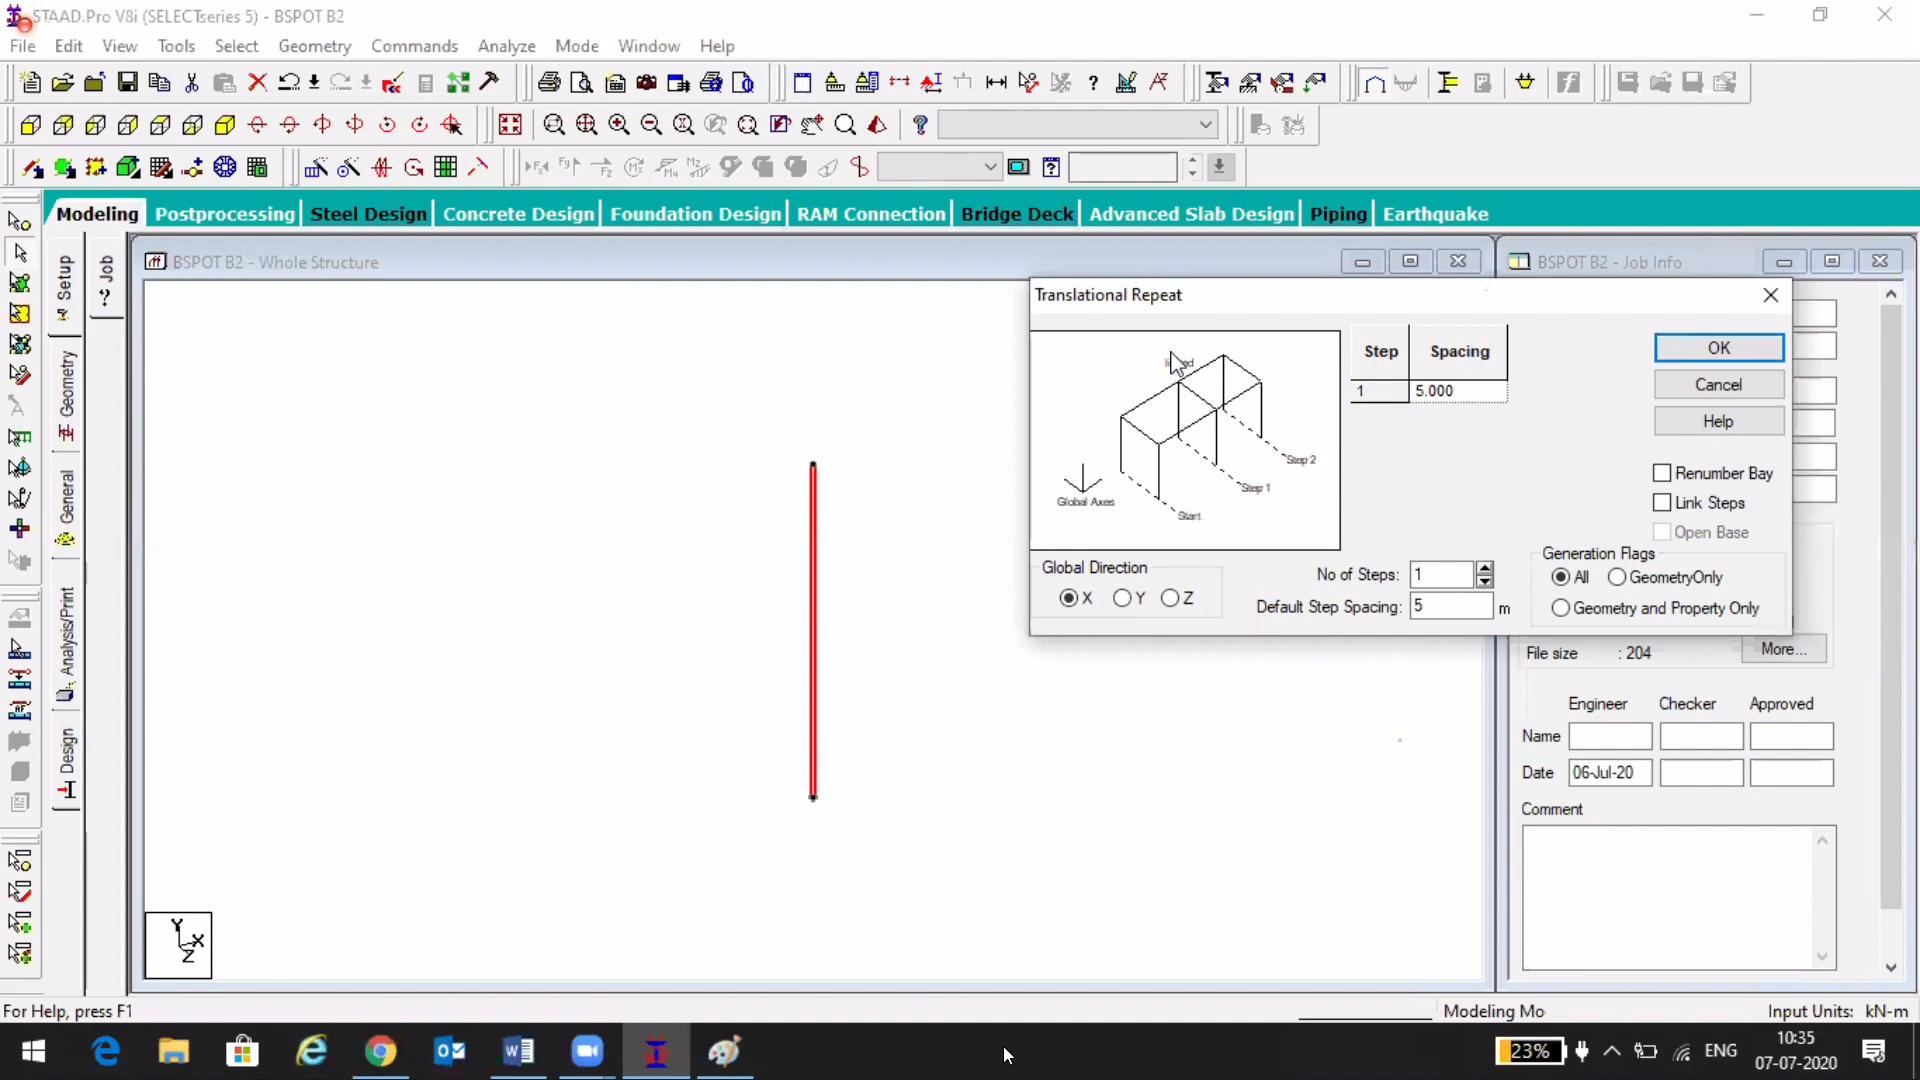 STAAD.Pro V8i (SELECTseries 5) - BSPOT B2
File Edit View Tools Select Geometry Commands Analyze Mode Window Help
Modeling Postprocessing Steel Design Concrete Design Foundation Design RAM Connection Bridge Deck Advanced Slab Design Piping Earthquake
Setup
Geometry
General
Analysis/Print
Design
Job
BSPOT B2 - Whole Structure
BSPOT B2 - Job Info
Translational Repeat
Step Spacing
1 5.000
OK
Cancel
Help
Step 2
Step 1
Start
Global Axes
Renumber Bay
Link Steps
Open Base
Global Direction
X Y Z
No of Steps: 1
Default Step Spacing: 5 m
Generation Flags
All GeometryOnly
Geometry and Property Only
File size : 204
More...
Engineer Checker Approved
Name
Date 06-Jul-20
Comment
Y
X
Z
For Help, press F1
Modeling Mo
Input Units: kN-m
23%
ENG
10:35
07-07-2020